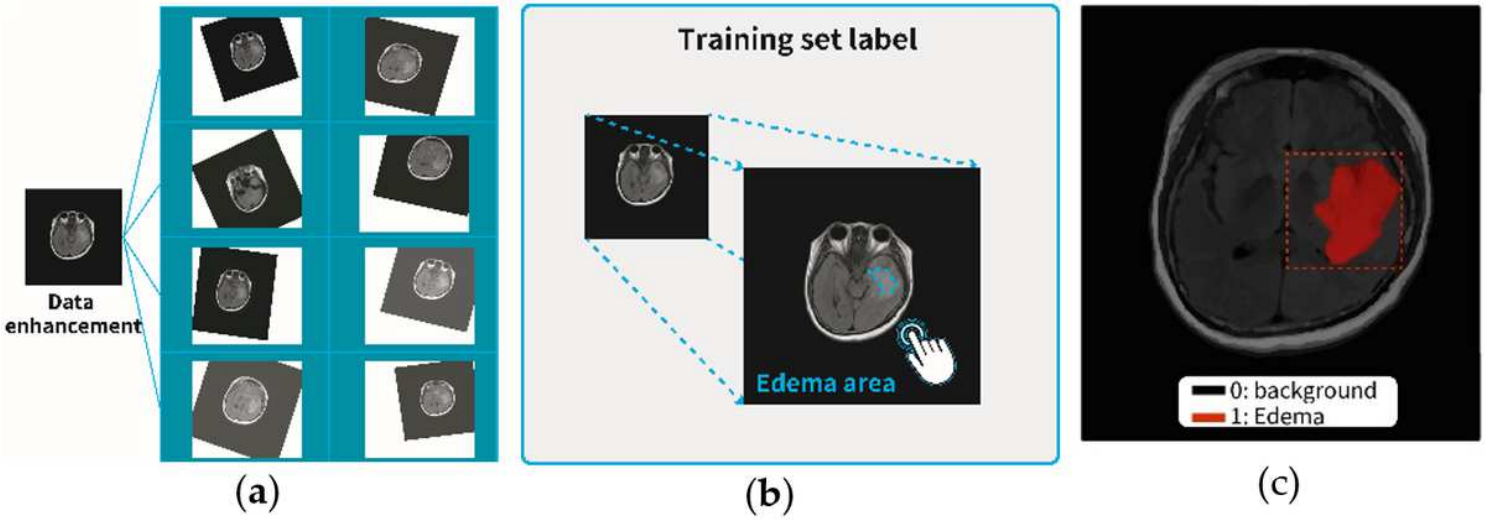 Data
enhancement
(a)
Training set label
Edema area
(b)
0: background
1: Edema
(c)